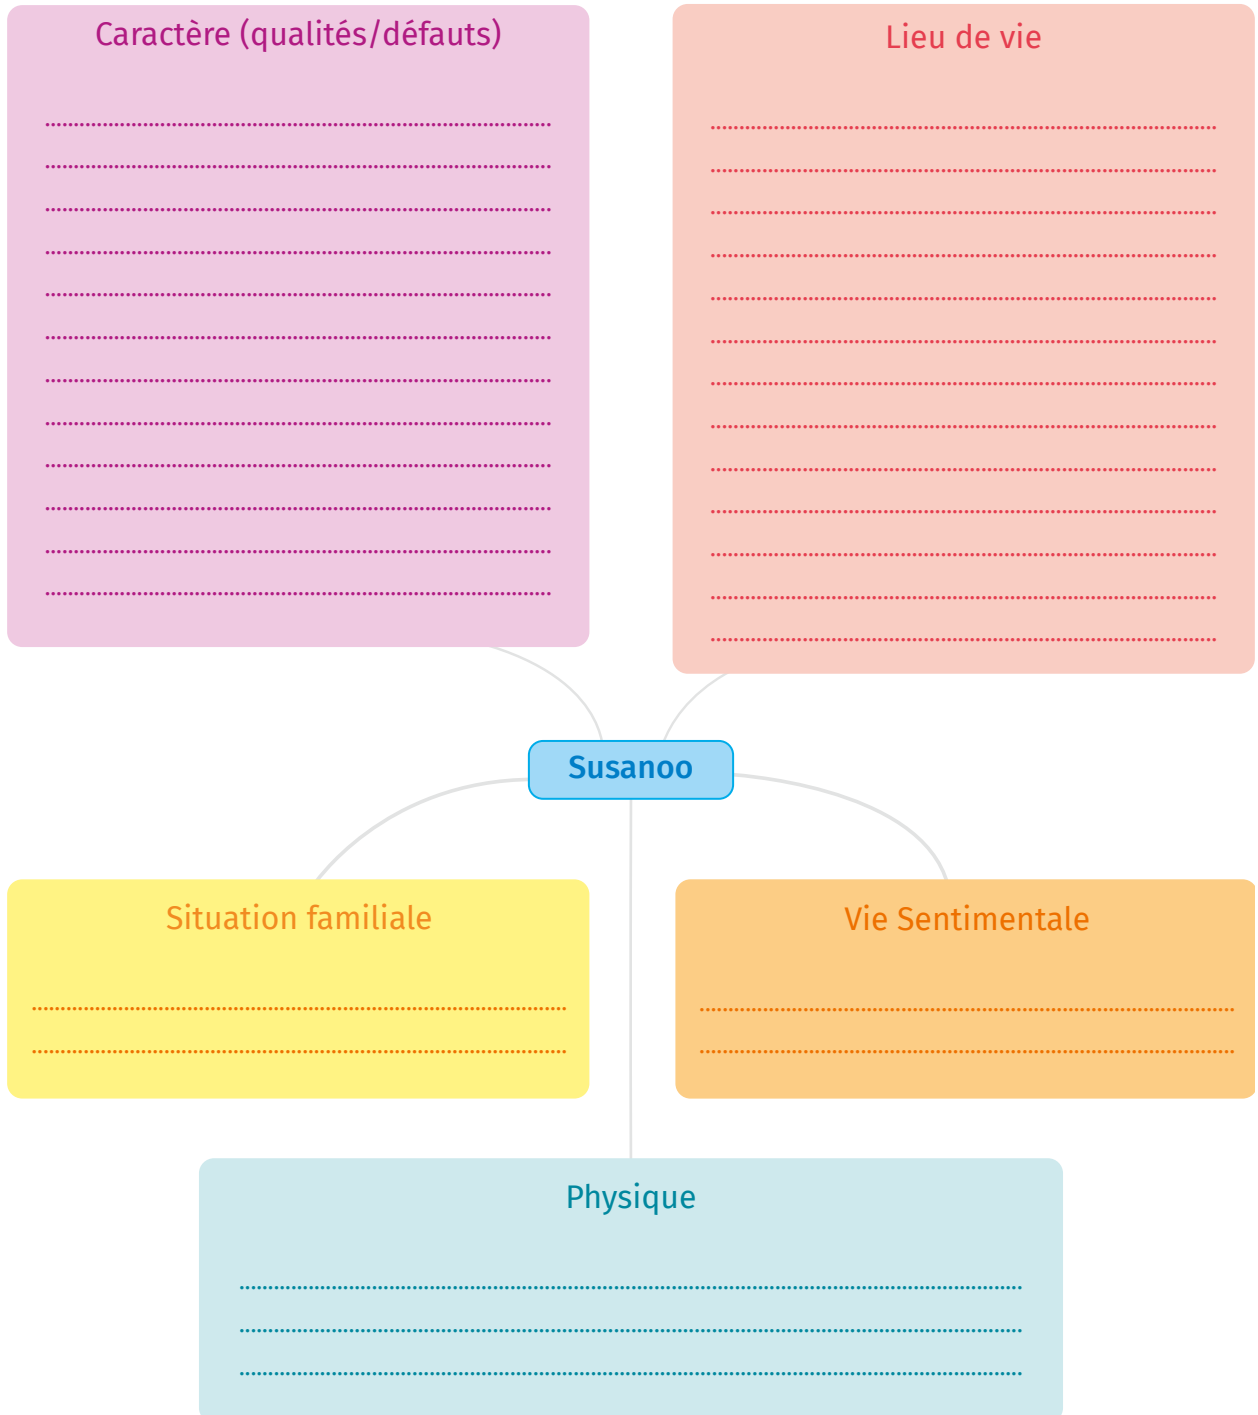 Caractère (qualités/défauts)
Lieu de vie
Susanoo
Situation familiale
Vie Sentimentale
Physique